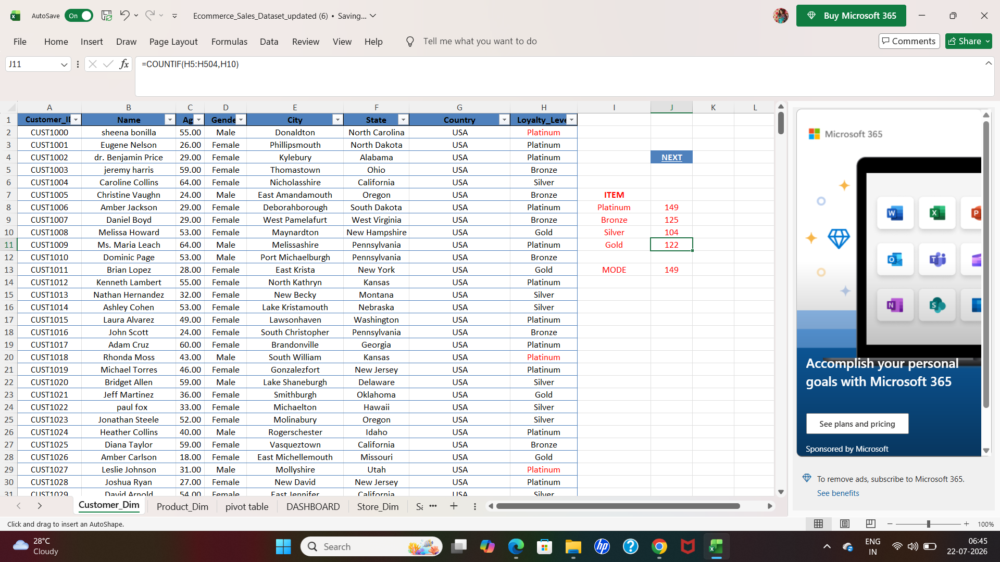 AutoSave On Ecommerce_Sales_Dataset_updated (6) • Saving... Buy Microsoft 365
File Home Insert Draw Page Layout Formulas Data Review View Help Tell me what you want to do Comments Share
J11 fx =COUNTIF(H5:H504,H10)
A B C D E F G H I J K L
1 Customer_I Name Ag Gende City State Country Loyalty_Leve
2 CUST1000 sheena bonilla 55.00 Male Donaldton North Carolina USA Platinum
3 CUST1001 Eugene Nelson 26.00 Female Phillipsmouth North Dakota USA Platinum
4 CUST1002 dr. Benjamin Price 29.00 Female Kylebury Alabama USA Platinum NEXT
5 CUST1003 jeremy harris 59.00 Female Thomastown Ohio USA Bronze
6 CUST1004 Caroline Collins 64.00 Female Nicholasshire California USA Silver
7 CUST1005 Christine Vaughn 24.00 Male East Amandamouth Oregon USA Bronze ITEM
8 CUST1006 Amber Jackson 29.00 Female Deborahborough South Dakota USA Platinum Platinum 149
9 CUST1007 Daniel Boyd 29.00 Female West Pamelafurt West Virginia USA Bronze Bronze 125
10 CUST1008 Melissa Howard 53.00 Female Maynardton New Hampshire USA Gold Silver 104
11 CUST1009 Ms. Maria Leach 64.00 Male Melissashire Pennsylvania USA Platinum Gold 122
12 CUST1010 Dominic Page 53.00 Male Port Michaelburgh Pennsylvania USA Bronze
13 CUST1011 Brian Lopez 28.00 Female East Krista New York USA Gold MODE 149
14 CUST1012 Kenneth Lambert 55.00 Female North Kathryn Kansas USA Platinum
15 CUST1013 Nathan Hernandez 32.00 Female New Becky Montana USA Silver
16 CUST1014 Ashley Cohen 53.00 Female Lake Kristamouth Nebraska USA Silver
17 CUST1015 Laura Alvarez 49.00 Female Lawsonhaven Washington USA Platinum
18 CUST1016 John Scott 24.00 Female South Christopher Pennsylvania USA Bronze
19 CUST1017 Adam Cruz 60.00 Female Brandonville Georgia USA Platinum
20 CUST1018 Rhonda Moss 43.00 Male South William Kansas USA Platinum
21 CUST1019 Michael Torres 46.00 Female Gonzalezfort New Jersey USA Platinum
22 CUST1020 Bridget Allen 59.00 Male Lake Shaneburgh Delaware USA Silver
23 CUST1021 Jeff Martinez 36.00 Female Smithburgh Oklahoma USA Gold
24 CUST1022 paul fox 33.00 Female Michaelton Hawaii USA Silver
25 CUST1023 Jonathan Steele 52.00 Female Molinabury Oregon USA Silver
26 CUST1024 Heather Collins 40.00 Male Rogerschester Idaho USA Platinum
27 CUST1025 Diana Taylor 59.00 Female Vasqueztown California USA Bronze
28 CUST1026 Amber Carlson 18.00 Female East Michellemouth Missouri USA Gold
29 CUST1027 Leslie Johnson 31.00 Male Mollyshire Utah USA Platinum
30 CUST1028 Joshua Ryan 27.00 Female New David New Jersey USA Platinum
31 CUST1029 David Arnold 54.00 Female East Jennifer California USA Silver
Microsoft 365
Accomplish your personal
goals with Microsoft 365
See plans and pricing
Sponsored by Microsoft
To remove ads, subscribe to Microsoft 365.
See benefits
Customer_Dim Product_Dim pivot table DASHBOARD Store_Dim Sa
Click and drag to insert an AutoShape. 100%
28°C
Cloudy
Search
ENG
IN
06:45
22-07-2026